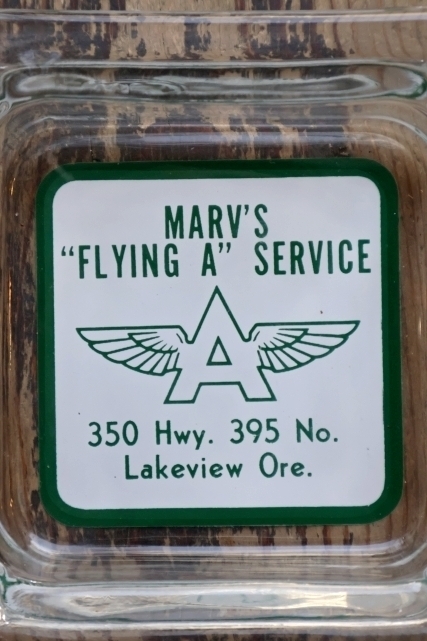 MARV'S
"FLYING A" SERVICE
A
350 Hwy. 395 No.
Lakeview Ore.